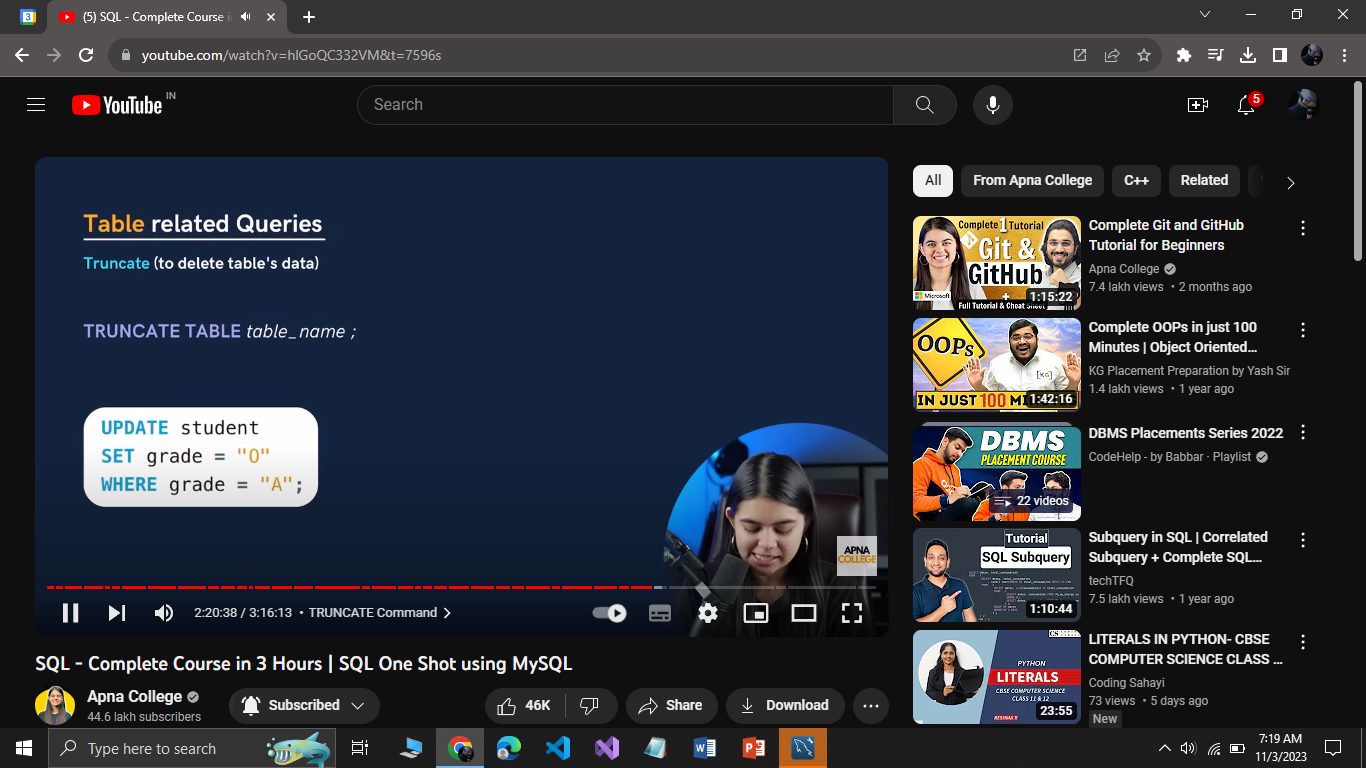 3
(5) SQL - Complete Course i
youtube.com/watch?v=hlGoQC332VM&t=7596s
YouTube IN
Search
5
Table related Queries
Truncate (to delete table's data)
TRUNCATE TABLE table_name ;
UPDATE student
SET grade = "O"
WHERE grade = "A";
APNA
COLLEGE
2:20:38 / 3:16:13 • TRUNCATE Command
SQL - Complete Course in 3 Hours | SQL One Shot using MySQL
Apna College
44.6 lakh subscribers
Subscribed
46K
Share
Download
All
From Apna College
C++
Related
Complete 1 Tutorial
Git &
GitHub
Microsoft
Full Tutorial & Cheat Sheet
1:15:22
Complete Git and GitHub
Tutorial for Beginners
Apna College
7.4 lakh views • 2 months ago
OOPs
[KG]
IN JUST 100 MI
1:42:16
Complete OOPs in just 100
Minutes | Object Oriented...
KG Placement Preparation by Yash Sir
1.4 lakh views • 1 year ago
DBMS
PLACEMENT COURSE
22 videos
DBMS Placements Series 2022
CodeHelp - by Babbar · Playlist
Tutorial
SQL Subquery
1:10:44
Subquery in SQL | Correlated
Subquery + Complete SQL...
techTFQ
7.5 lakh views • 1 year ago
CS
PYTHON
LITERALS
CBSE COMPUTER SCIENCE
CLASS 11 & 12
RESHMA R
23:55
LITERALS IN PYTHON- CBSE
COMPUTER SCIENCE CLASS ...
Coding Sahayi
73 views • 5 days ago
New
Type here to search
7:19 AM
11/3/2023